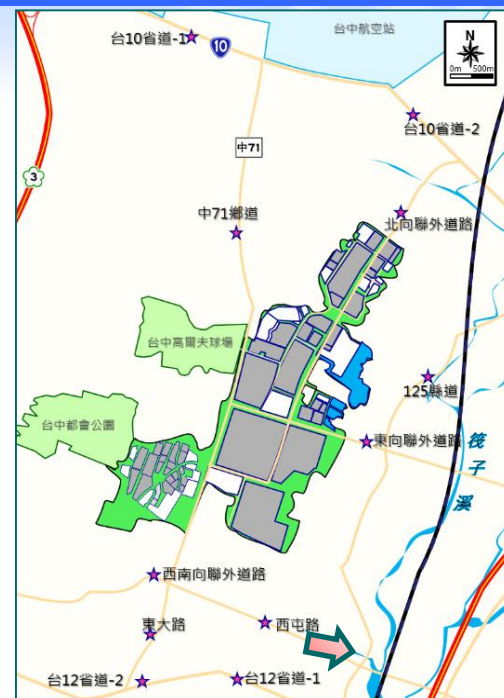 台中航空站
台10省道-1
10
N
0m 500m
台10省道-2
中71
3
中71鄉道
北向聯外道路
台中高爾夫球場
125縣道
台中都會公園
東向聯外道路
筏子溪
西南向聯外道路
東大路
西屯路
台12省道-2
台12省道-1